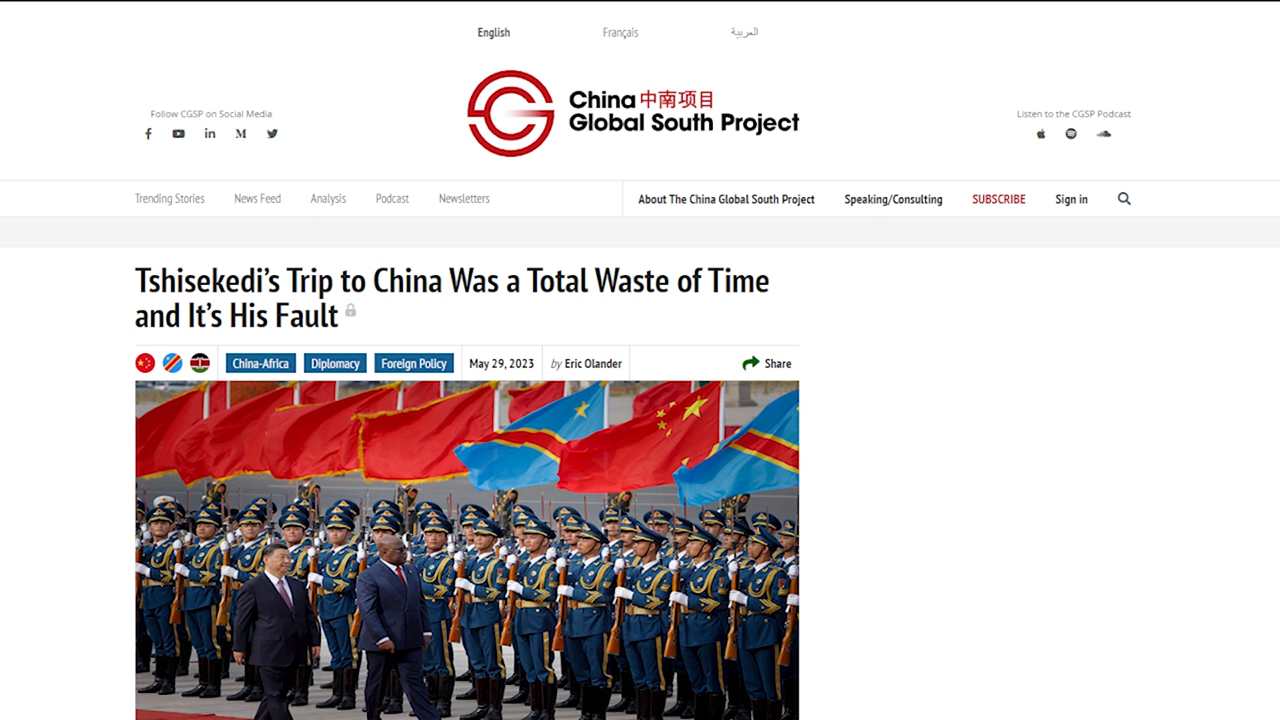 English Français العربية
China 中南项目
Global South Project
Follow CGSP on Social Media
Listen to the CGSP Podcast
Trending Stories News Feed Analysis Podcast Newsletters About The China Global South Project Speaking/Consulting SUBSCRIBE Sign in
Tshisekedi’s Trip to China Was a Total Waste of Time
and It’s His Fault
China-Africa Diplomacy Foreign Policy May 29, 2023 by Eric Olander Share